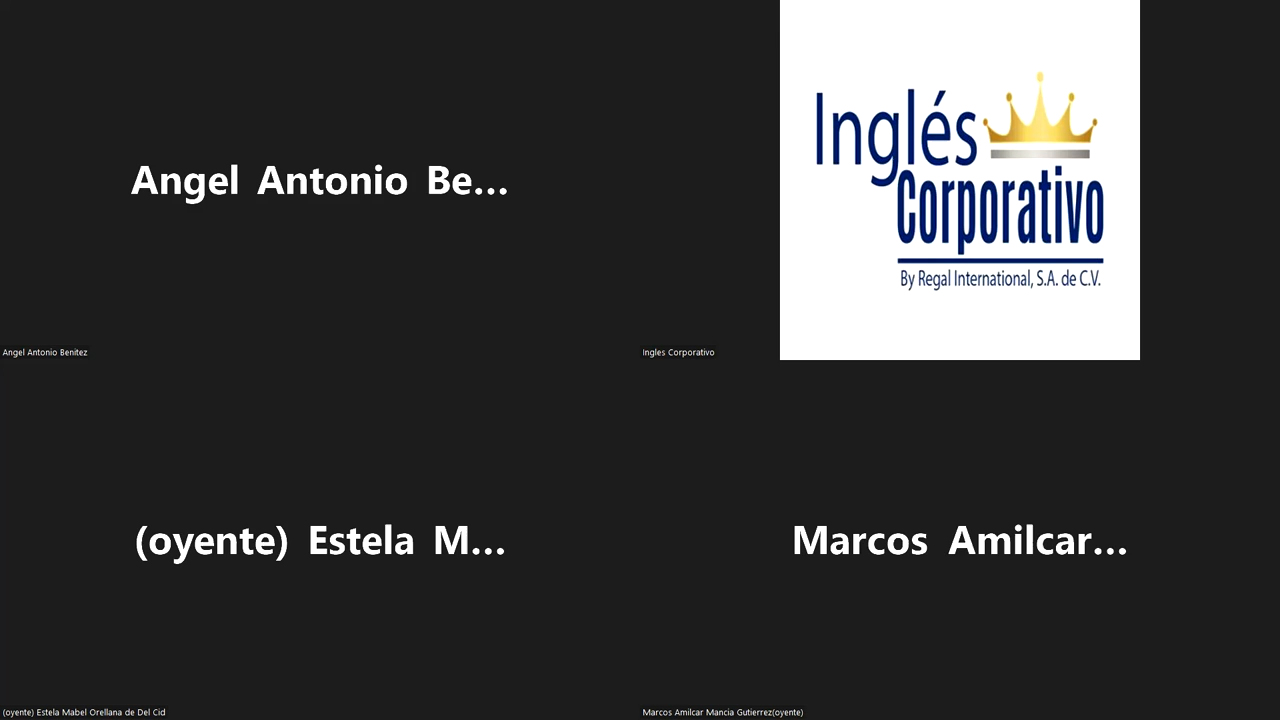 Angel Antonio Be...
Angel Antonio Benitez
Inglés
Corporativo
By Regal International, S.A. de C.V.
Ingles Corporativo
(oyente) Estela M...
(oyente) Estela Mabel Orellana de Del Cid
Marcos Amilcar...
Marcos Amilcar Mancia Gutierrez(oyente)